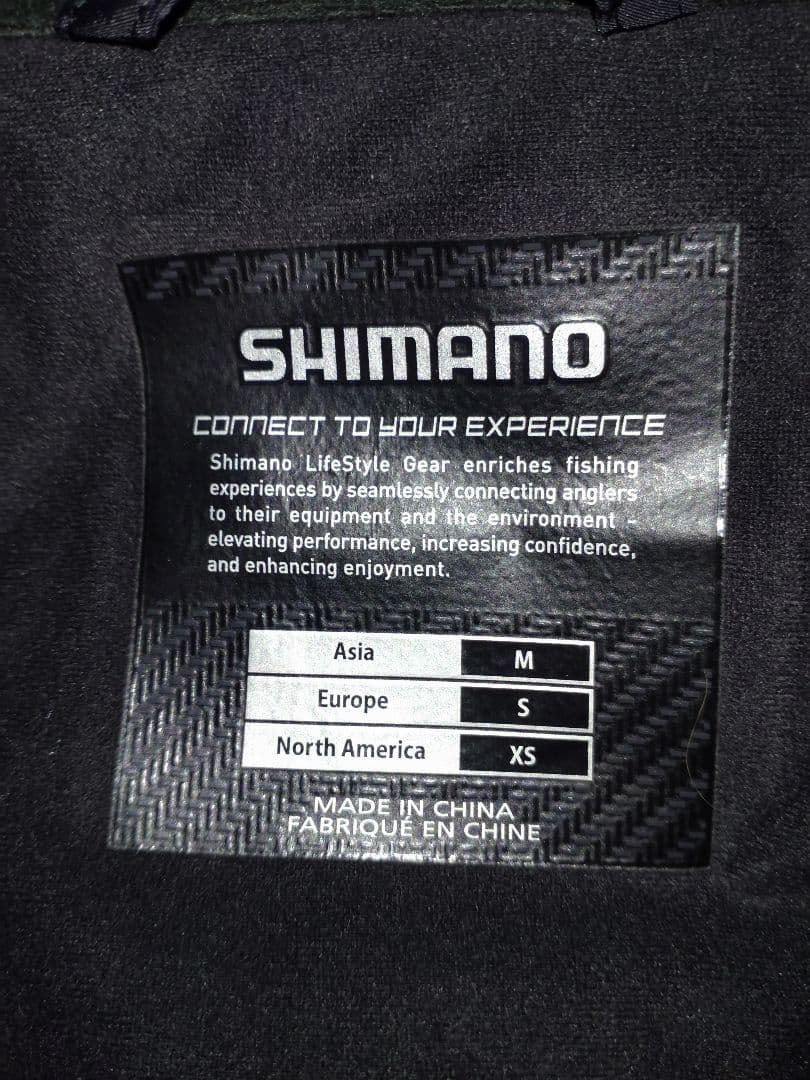 SHIMANO
CONNECT TO YOUR EXPERIENCE
Shimano LifeStyle Gear enriches fishing
experiences by seamlessly connecting anglers
to their equipment and the environment -
elevating performance, increasing confidence,
and enhancing enjoyment.
Asia M
Europe S
North America XS
MADE IN CHINA
FABRIQUÉ EN CHINE